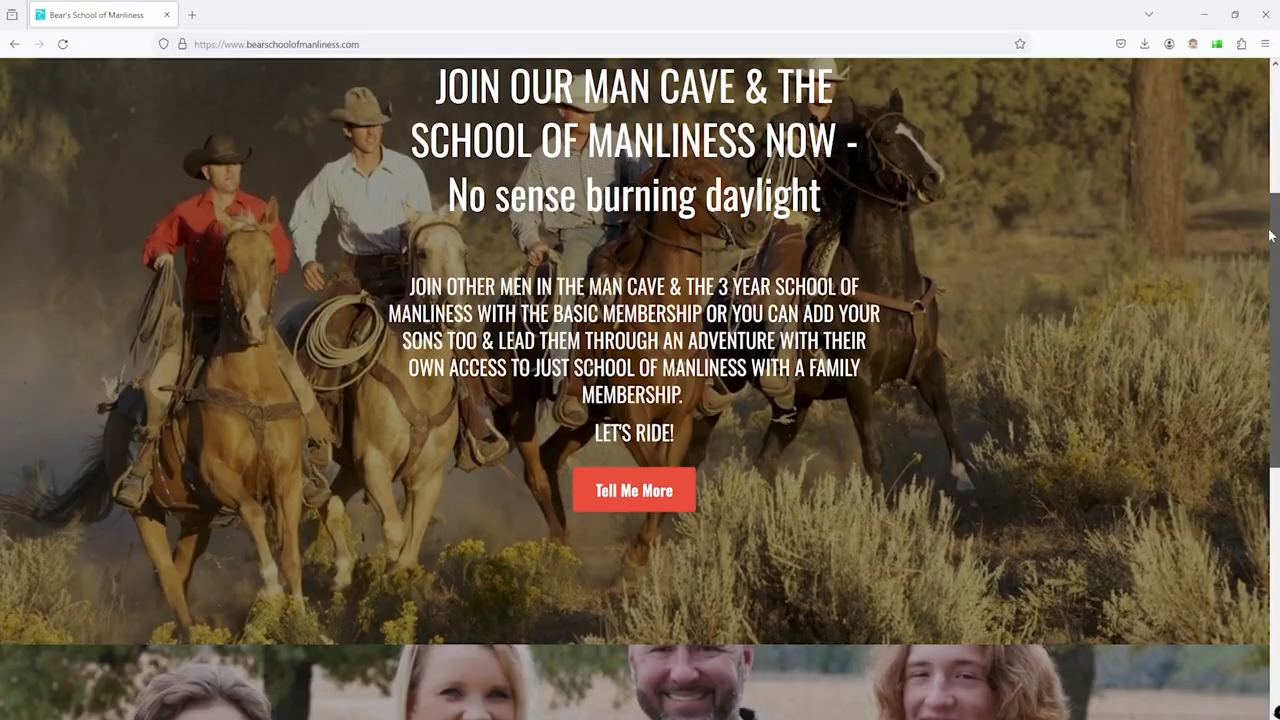 Bear's School of Manliness
https://www.bearschoolofmanliness.com
JOIN OUR MAN CAVE & THE
SCHOOL OF MANLINESS NOW -
No sense burning daylight
JOIN OTHER MEN IN THE MAN CAVE & THE 3 YEAR SCHOOL OF
MANLINESS WITH THE BASIC MEMBERSHIP OR YOU CAN ADD YOUR
SONS TOO & LEAD THEM THROUGH AN ADVENTURE WITH THEIR
OWN ACCESS TO JUST SCHOOL OF MANLINESS WITH A FAMILY
MEMBERSHIP.
LET'S RIDE!
Tell Me More